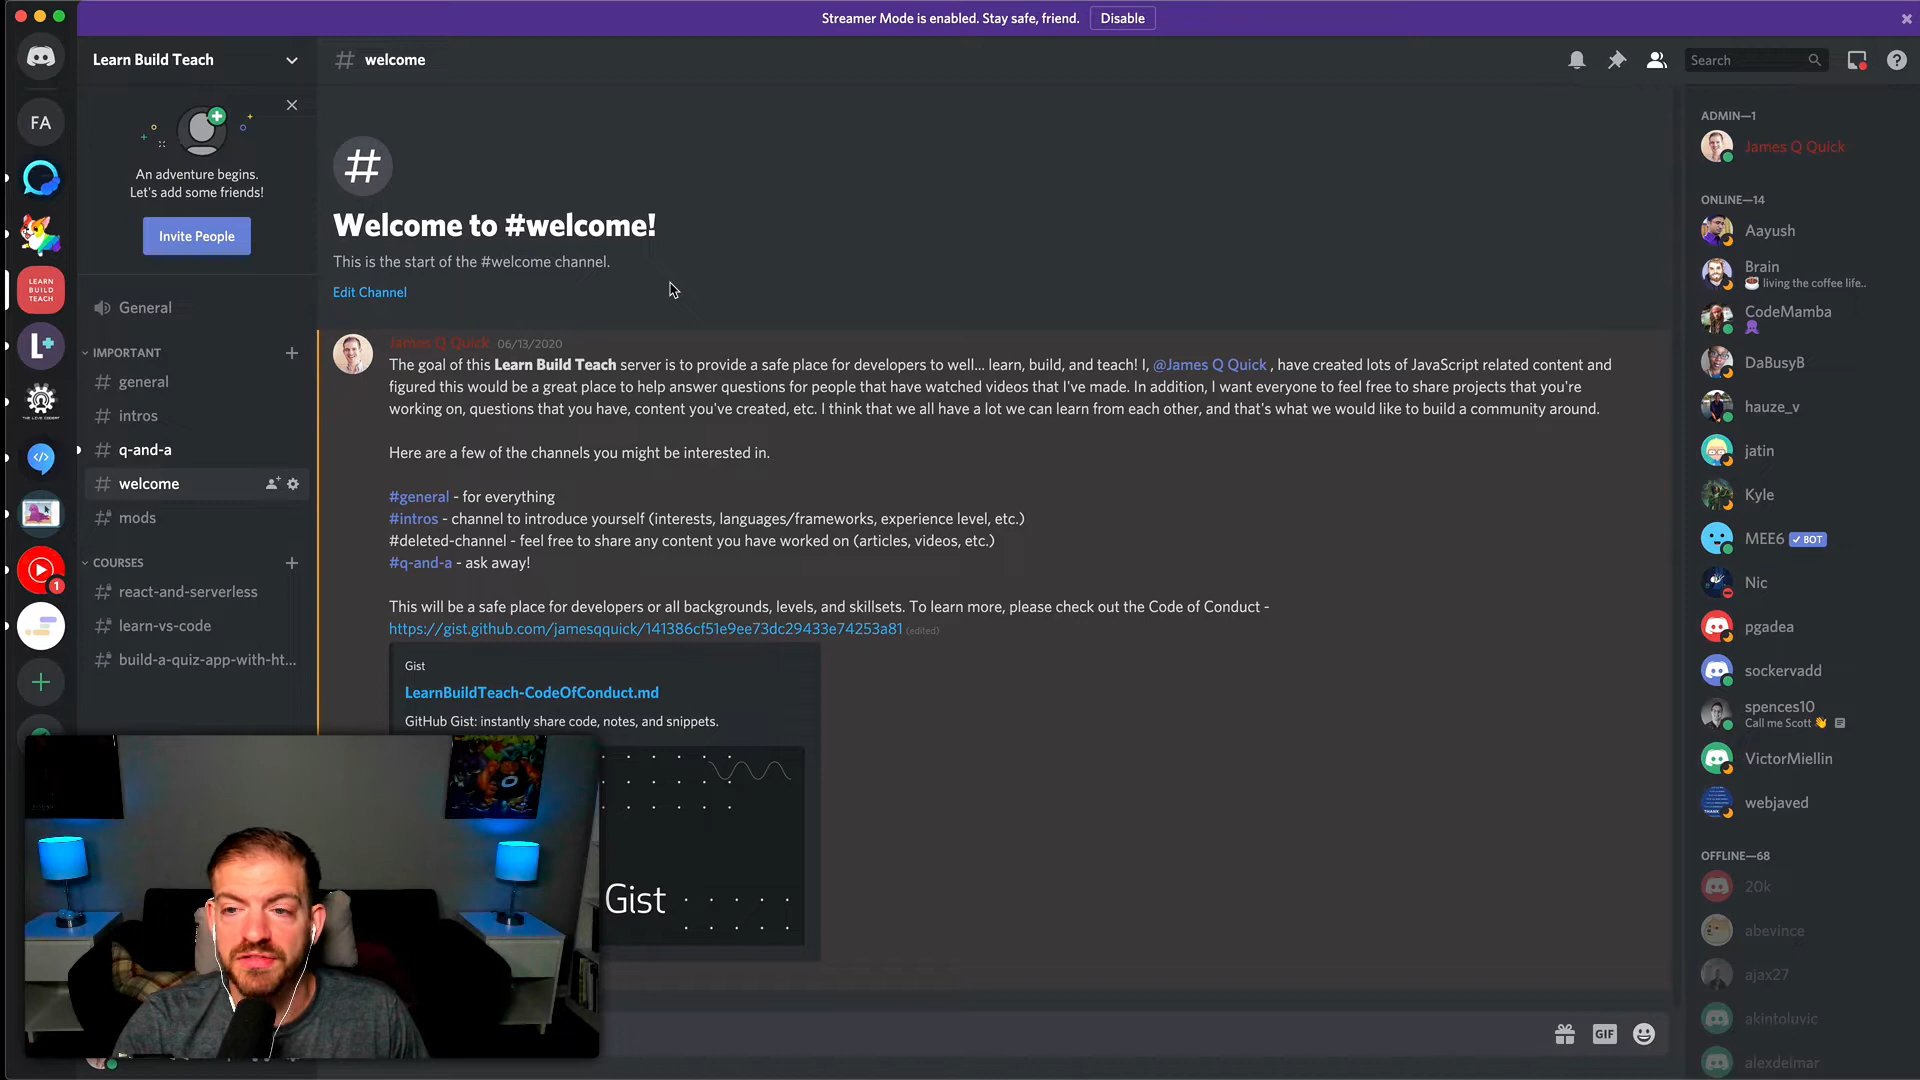 Streamer Mode is enabled. Stay safe, friend.
Disable
Learn Build Teach
# welcome
Search
FA
An adventure begins.
Let's add some friends!
Invite People
LEARN
BUILD
TEACH
General
IMPORTANT
# general
# intros
# q-and-a
# welcome
# mods
COURSES
# react-and-serverless
# learn-vs-code
# build-a-quiz-app-with-ht...
1
Welcome to #welcome!
This is the start of the #welcome channel.
Edit Channel
James Q Quick 06/13/2020
The goal of this Learn Build Teach server is to provide a safe place for developers to well... learn, build, and teach! I, @James Q Quick , have created lots of JavaScript related content and
figured this would be a great place to help answer questions for people that have watched videos that I've made. In addition, I want everyone to feel free to share projects that you're
working on, questions that you have, content you've created, etc. I think that we all have a lot we can learn from each other, and that's what we would like to build a community around.
Here are a few of the channels you might be interested in.
#general - for everything
#intros - channel to introduce yourself (interests, languages/frameworks, experience level, etc.)
#deleted-channel - feel free to share any content you have worked on (articles, videos, etc.)
#q-and-a - ask away!
This will be a safe place for developers or all backgrounds, levels, and skillsets. To learn more, please check out the Code of Conduct -
https://gist.github.com/jamesqquick/141386cf51e9ee73dc29433e74253a81 (edited)
Gist
LearnBuildTeach-CodeOfConduct.md
GitHub Gist: instantly share code, notes, and snippets.
Gist
GIF
ADMIN—1
James Q Quick
ONLINE—14
Aayush
Brain
living the coffee life..
CodeMamba
DaBusyB
hauze_v
jatin
Kyle
MEE6 ✓ BOT
Nic
pgadea
sockervadd
spences10
Call me Scott 👋
VictorMiellin
webjaved
OFFLINE—68
20k
abevince
ajax27
akintoluvic
alexdelmar